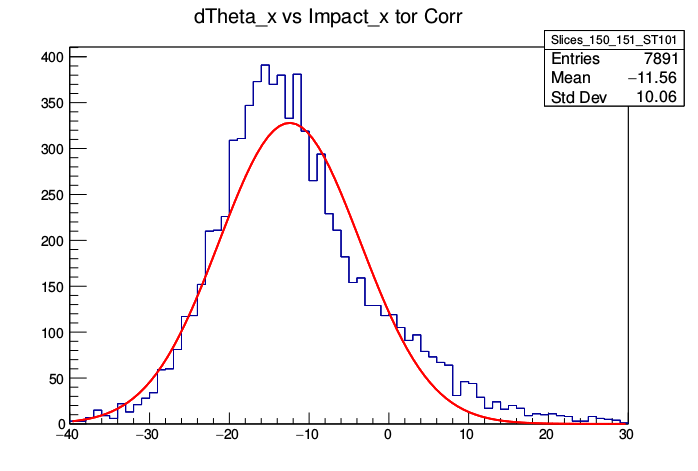 dTheta_x vs Impact_x tor Corr
Slices_150_151_ST101
Entries 7891
Mean −11.56
Std Dev 10.06
400
350
300
250
200
150
100
50
0
−40 −30 −20 −10 0 10 20 30